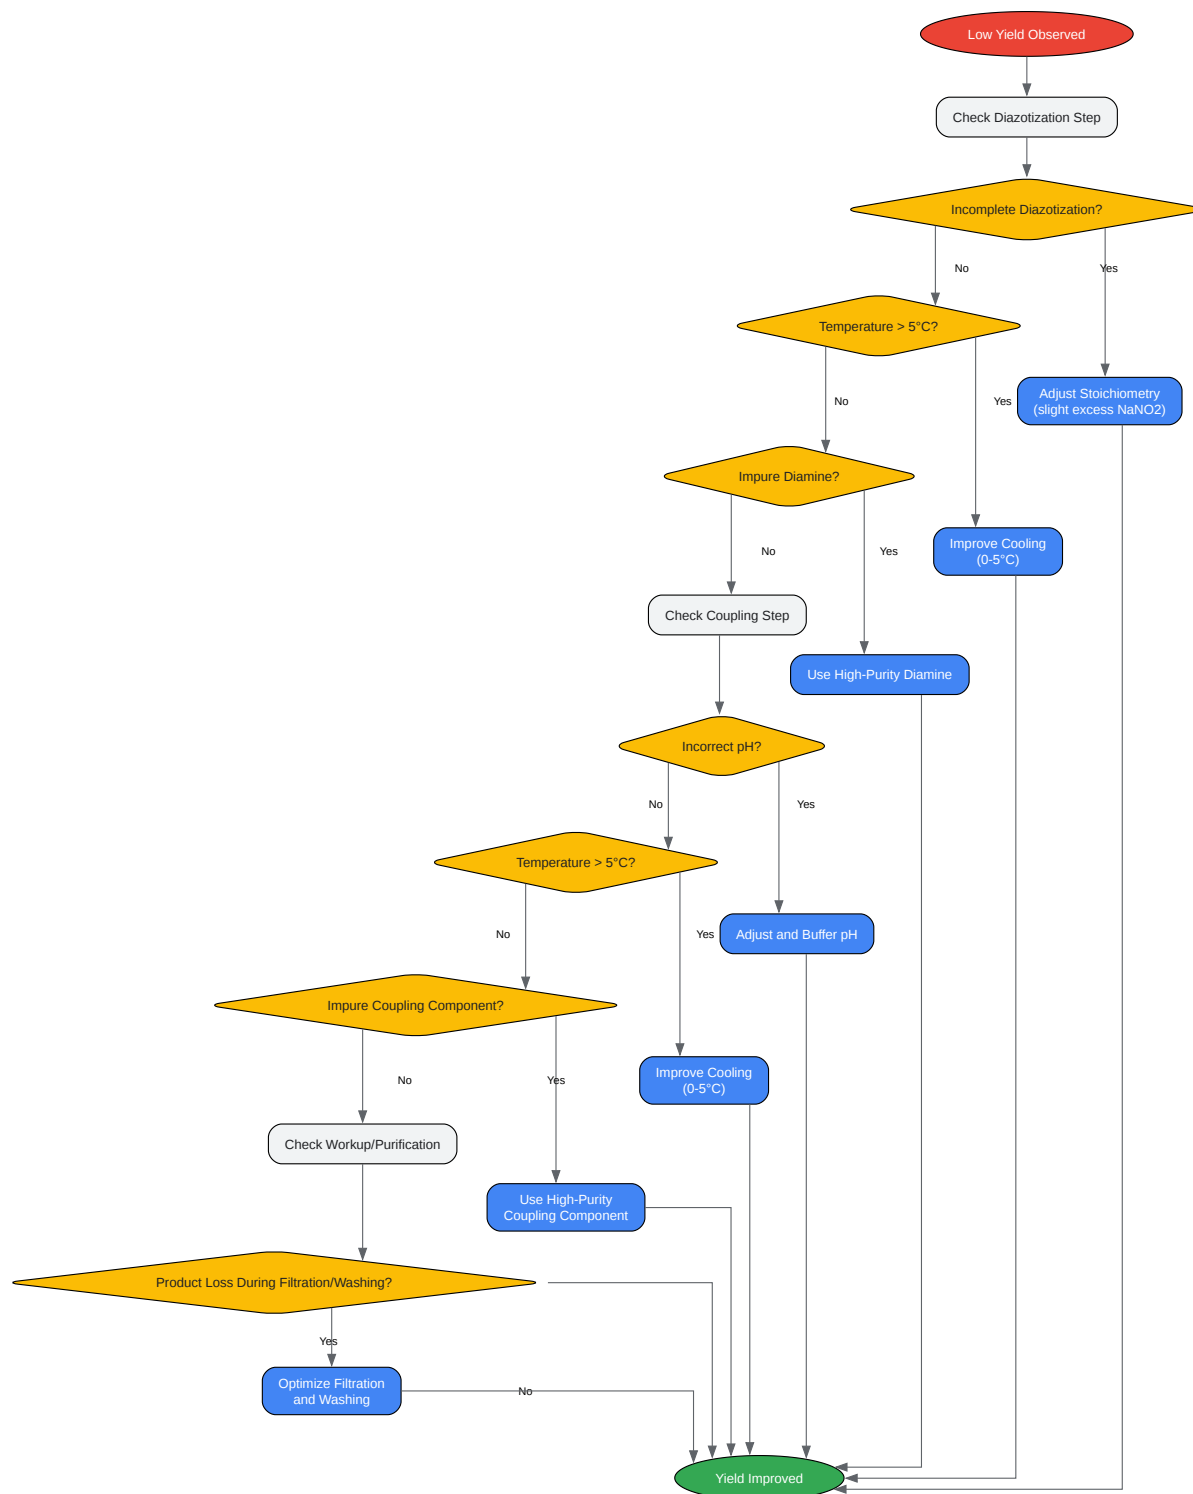 Low Yield Observed
Check Diazotization Step
Incomplete Diazotization?
No
Yes
Temperature > 5°C?
Adjust Stoichiometry
(slight excess NaNO2)
No
Yes
Impure Diamine?
Improve Cooling
(0-5°C)
No
Yes
Check Coupling Step
Use High-Purity Diamine
Incorrect pH?
No
Yes
Temperature > 5°C?
No
Yes
Adjust and Buffer pH
Impure Coupling Component?
Improve Cooling
(0-5°C)
No
Yes
Check Workup/Purification
Use High-Purity
Coupling Component
Product Loss During Filtration/Washing?
Yes
Optimize Filtration
and Washing
No
Yield Improved